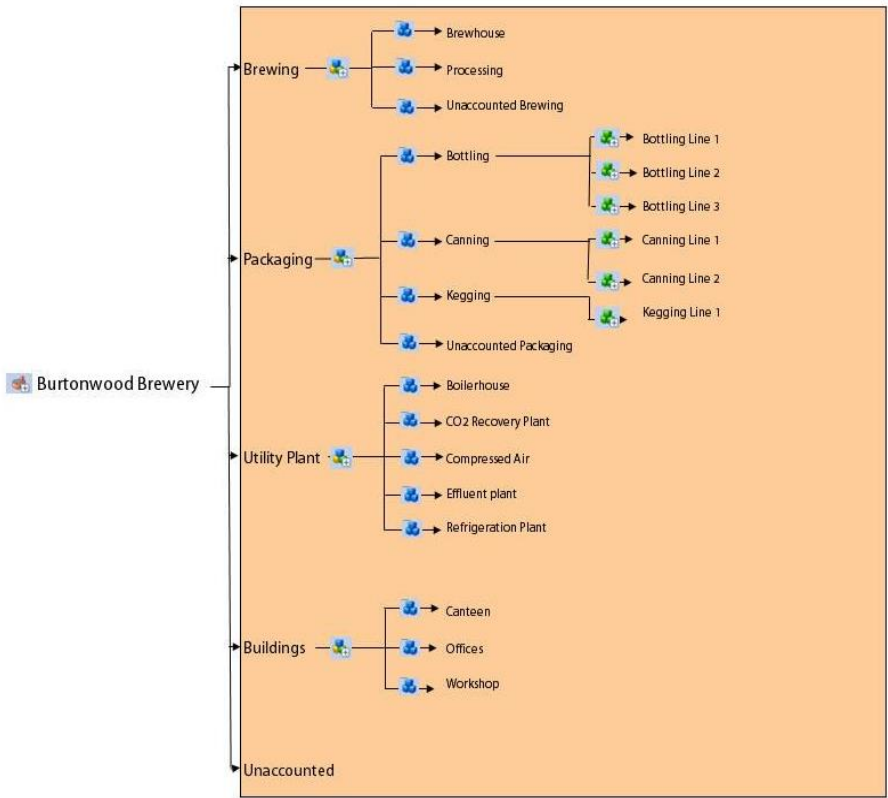 Burtonwood Brewery
Brewing
Brewhouse
Processing
Unaccounted Brewing
Packaging
Bottling
Bottling Line 1
Bottling Line 2
Bottling Line 3
Canning
Canning Line 1
Canning Line 2
Kegging
Kegging Line 1
Unaccounted Packaging
Utility Plant
Boilerhouse
CO2 Recovery Plant
Compressed Air
Effluent plant
Refrigeration Plant
Buildings
Canteen
Offices
Workshop
Unaccounted